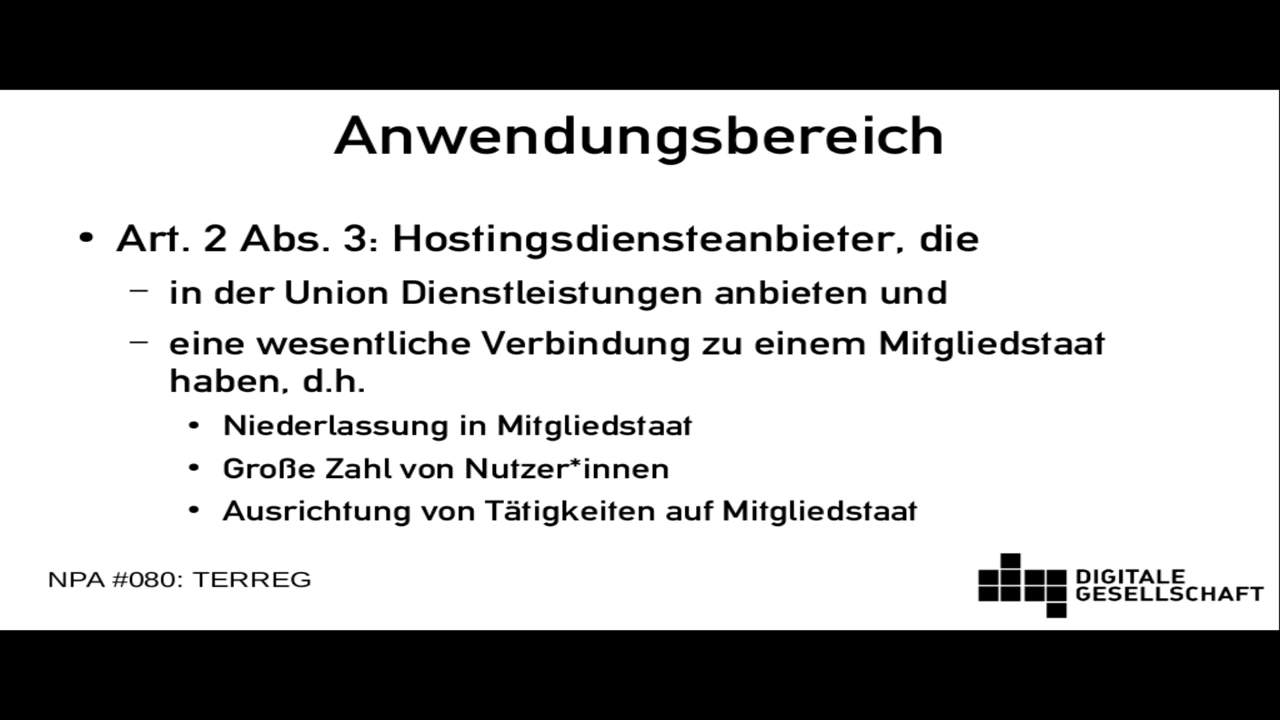 Anwendungsbereich
• Art. 2 Abs. 3: Hostingsdiensteanbieter, die
– in der Union Dienstleistungen anbieten und
– eine wesentliche Verbindung zu einem Mitgliedstaat
haben, d.h.
• Niederlassung in Mitgliedstaat
• Große Zahl von Nutzer*innen
• Ausrichtung von Tätigkeiten auf Mitgliedstaat
NPA #080: TERREG
DIGITALE
GESELLSCHAFT